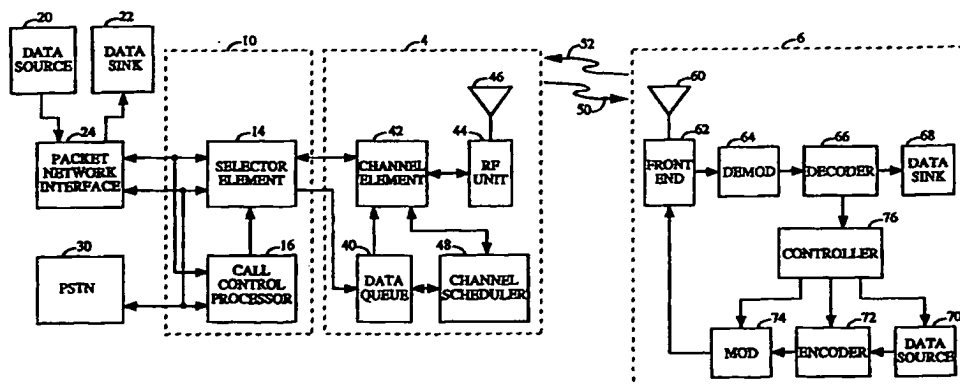 20
DATA
SOURCE
22
DATA
SINK
24
PACKET
NETWORK
INTERFACE
30
PSTN
10
14
SELECTOR
ELEMENT
16
CALL
CONTROL
PROCESSOR
4
42
CHANNEL
ELEMENT
44
RF
UNIT
46
40
DATA
QUEUE
48
CHANNEL
SCHEDULER
52
50
6
60
62
FRONT
END
64
DEMOD
66
DECODER
68
DATA
SINK
76
CONTROLLER
74
MOD
72
ENCODER
70
DATA
SOURCE